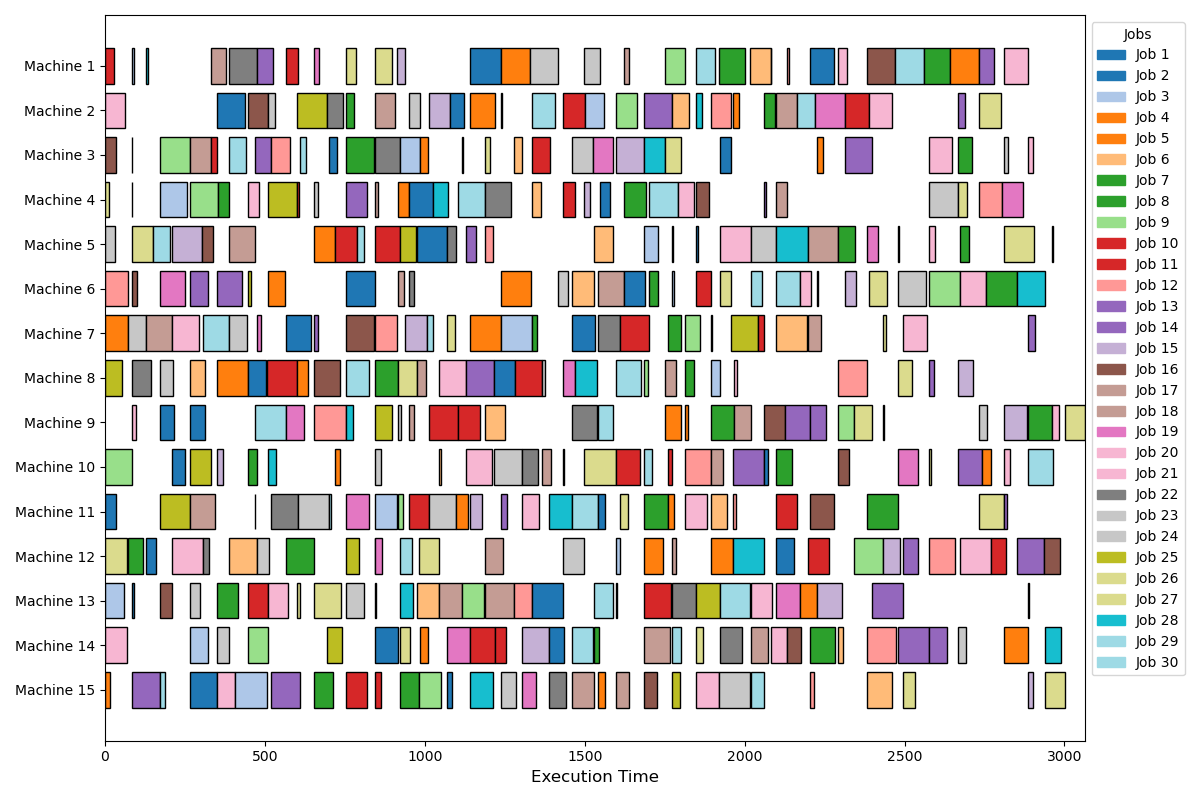 Machine 1
Machine 2
Machine 3
Machine 4
Machine 5
Machine 6
Machine 7
Machine 8
Machine 9
Machine 10
Machine 11
Machine 12
Machine 13
Machine 14
Machine 15
0 500 1000 1500 2000 2500 3000
Execution Time
Jobs
Job 1
Job 2
Job 3
Job 4
Job 5
Job 6
Job 7
Job 8
Job 9
Job 10
Job 11
Job 12
Job 13
Job 14
Job 15
Job 16
Job 17
Job 18
Job 19
Job 20
Job 21
Job 22
Job 23
Job 24
Job 25
Job 26
Job 27
Job 28
Job 29
Job 30